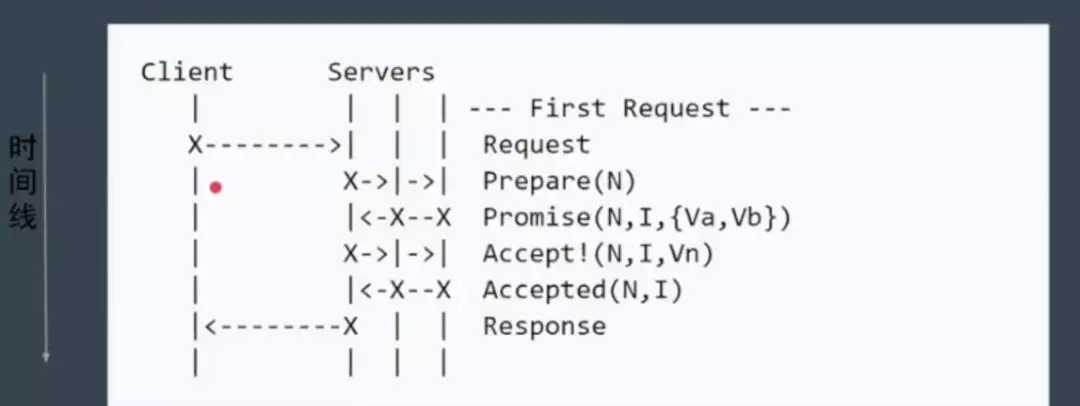 时间线
Client Servers
| | | | --- First Request ---
X-------->| | | Request
| X->|->| Prepare(N)
| |<-X--X Promise(N,I,{Va,Vb})
| X->|->| Accept!(N,I,Vn)
| |<-X--X Accepted(N,I)
|<--------X | | Response
| | | |